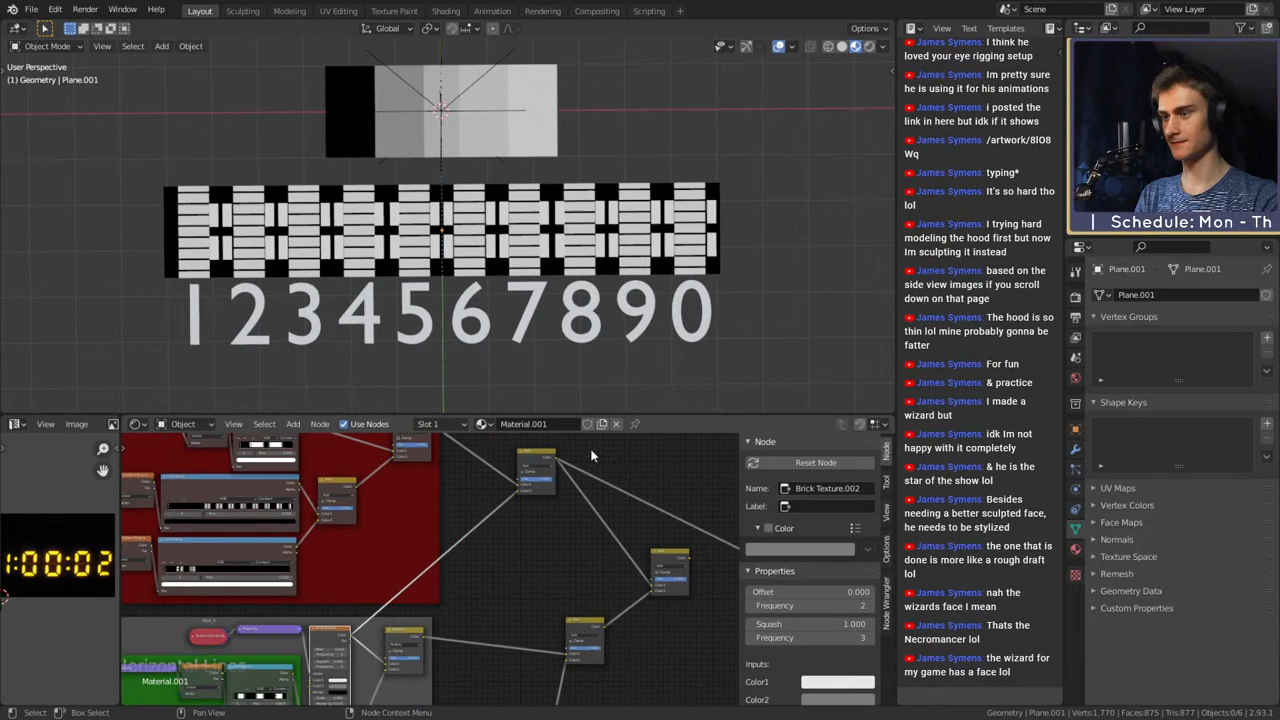 File Edit Render Window Help Layout Sculpting Modeling UV Editing Texture Paint Shading Animation Rendering Compositing Scripting Scene View Layer
Global Options
Object Mode View Select Add Object
User Perspective
(1) Geometry | Plane.001
1234567890
View Image Object View Select Add Node Use Nodes Slot 1 Material.001
1:00:02
Material.001
Node
Reset Node
Name: Brick Texture.002
Label:
Color
Properties
Offset 0.000
Frequency 2
Squash 1.000
Frequency 3
Inputs:
Color1
Color2
Node
Tool
View
Options
Node Wrangler
View Text Templates
James Symens: I think he
loved your eye rigging
setup
James Symens: Im pretty sure
he is using it for his animations
James Symens: i posted the
link in here but idk if it shows
James Symens: /artwork/8lO8
Wq
James Symens: typing*
James Symens: It's so hard tho
lol
James Symens: I trying hard
modeling the hood first but now
Im sculpting it instead
James Symens: based on the
side view images if you scroll
down on that page
James Symens: The hood is so
thin lol mine probably gonna be
fatter
James Symens: For fun
James Symens: & practice
James Symens: I made a
wizard but
James Symens: idk Im not
happy with it completely
James Symens: & he is the
star of the show lol
James Symens: Besides
needing a better sculpted face,
he needs to be stylized
James Symens: the one that is
done is more like a rough draft
lol
James Symens: nah the
wizards face I mean
James Symens: Thats the
Necromancer lol
James Symens: the wizard for
my game has a face lol
| Schedule: Mon - Th
Plane.001 Plane.001
Plane.001
Vertex Groups
Shape Keys
UV Maps
Vertex Colors
Face Maps
Normals
Texture Space
Remesh
Geometry Data
Custom Properties
Select Box Select Pan View Node Context Menu Geometry | Plane.001 | Verts:1,770 | Faces:875 | Tris:877 | Objects:0/6 | 2.93.1